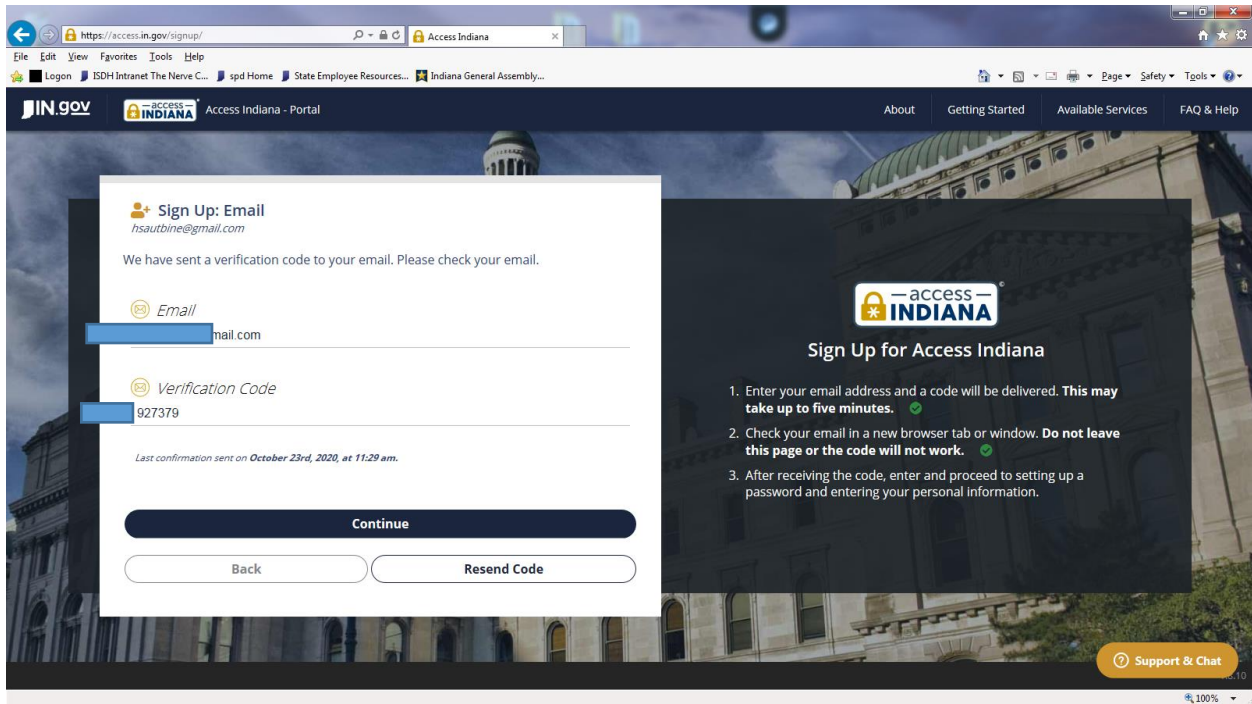 https://access.in.gov/signup/
Access Indiana
File Edit View Favorites Tools Help
Logon ISDH Intranet The Nerve C... spd Home State Employee Resources... Indiana General Assembly...
Page Safety Tools
IN.gov access INDIANA Access Indiana - Portal About Getting Started Available Services FAQ & Help
Sign Up: Email
hsautbine@gmail.com
We have sent a verification code to your email. Please check your email.
Email
mail.com
Verification Code
927379
Last confirmation sent on October 23rd, 2020, at 11:29 am.
Continue
Back Resend Code
access
INDIANA
Sign Up for Access Indiana
1. Enter your email address and a code will be delivered. This may
take up to five minutes.
2. Check your email in a new browser tab or window. Do not leave
this page or the code will not work.
3. After receiving the code, enter and proceed to setting up a
password and entering your personal information.
Support & Chat
100%